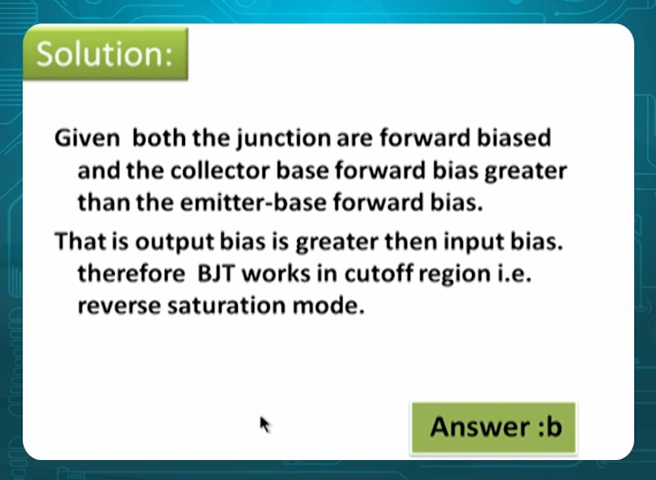 Solution:
Given both the junction are forward biased
and the collector base forward bias greater
than the emitter-base forward bias.
That is output bias is greater then input bias.
therefore BJT works in cutoff region i.e.
reverse saturation mode.
Answer :b